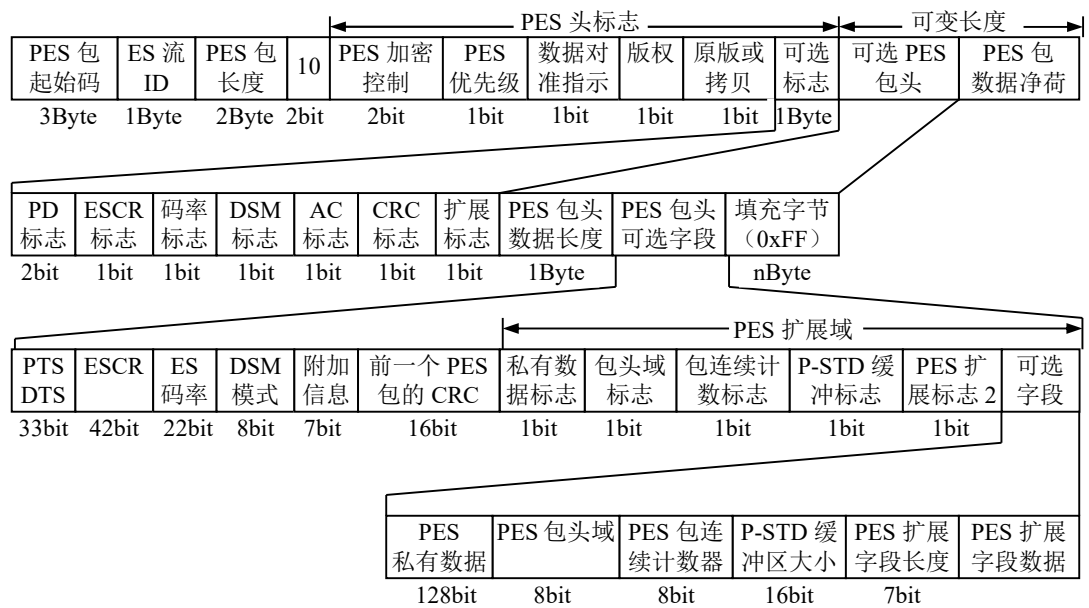 PES 头标志
可变长度
PES 包 ES 流 PES 包 10 PES 加密 PES 数据对 版权 原版或 可选 可选 PES PES 包
起始码 ID 长度 控制 优先级 准指示 拷贝 标志 包头 数据净荷
3Byte 1Byte 2Byte 2bit 2bit 1bit 1bit 1bit 1bit 1Byte
PD ESCR 码率 DSM AC CRC 扩展 PES 包头 PES 包头 填充字节
标志 标志 标志 标志 标志 标志 标志 数据长度 可选字段 （0xFF）
2bit 1bit 1bit 1bit 1bit 1bit 1bit 1Byte nByte
PES 扩展域
PTS ESCR ES DSM 附加 前一个 PES 私有数 包头域 包连续计 P-STD 缓 PES 扩 可选
DTS 码率 模式 信息 包的 CRC 据标志 标志 数标志 冲标志 展标志 2 字段
33bit 42bit 22bit 8bit 7bit 16bit 1bit 1bit 1bit 1bit 1bit
PES PES 包头域 PES 包连 P-STD 缓 PES 扩展 PES 扩展
私有数据 续计数器 冲区大小 字段长度 字段数据
128bit 8bit 8bit 16bit 7bit